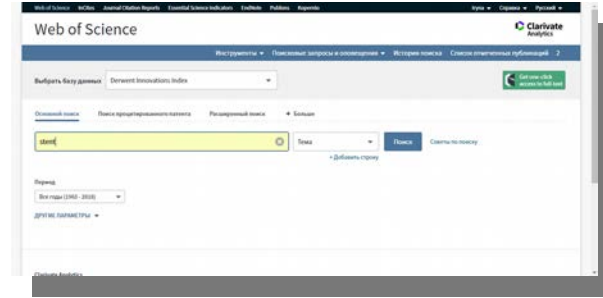 Web of Science InCites Journal Citation Reports Essential Science Indicators EndNote Publons Kopernio Справка Русский
Web of Science
Clarivate
Analytics
Инструменты Поисковые запросы и оповещения История поиска Список отмеченных публикаций 2
Выбрать базу данных Derwent Innovations Index
Get one-click
access to full text
Основной поиск Поиск процитированного патента Расширенный поиск + Больше
stent Тема Поиск Советы по поиску
+ Добавить строку
Период
Все годы (1963 - 2018)
ДРУГИЕ ПАРАМЕТРЫ
Clarivate Analytics